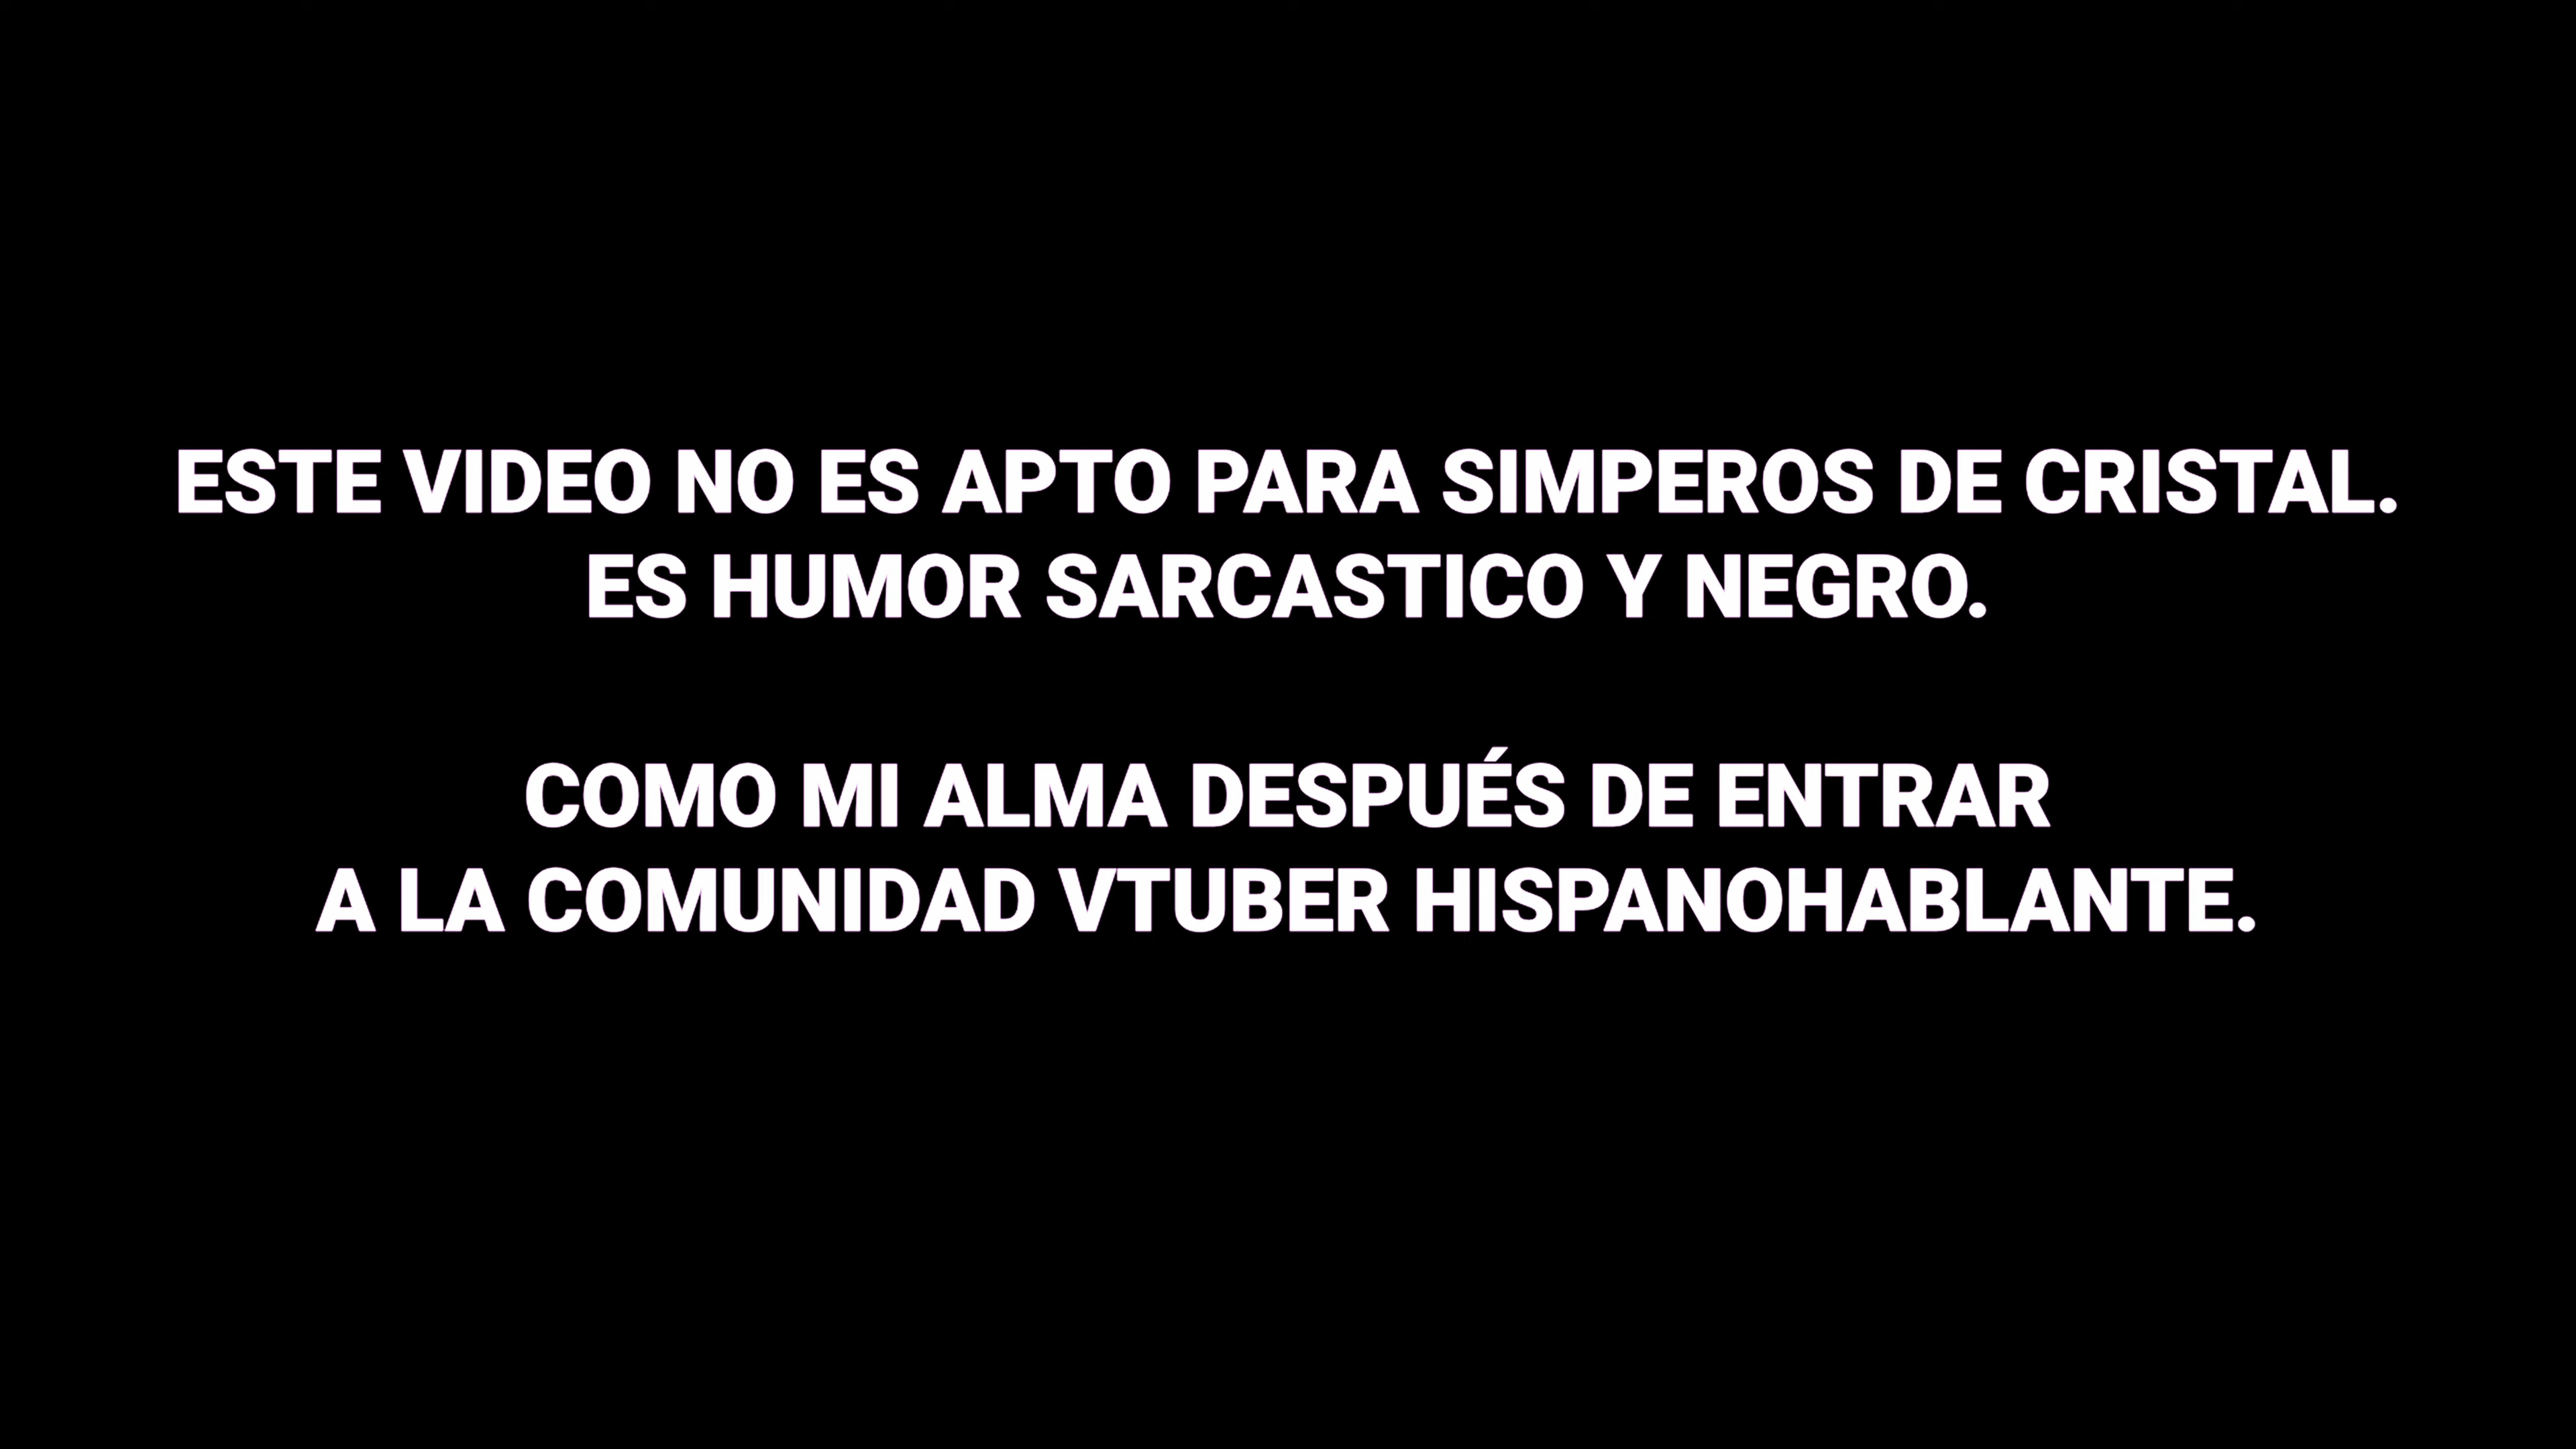 ESTE VIDEO NO ES APTO PARA SIMPEROS DE CRISTAL.
ES HUMOR SARCASTICO Y NEGRO.
COMO MI ALMA DESPUÉS DE ENTRAR
A LA COMUNIDAD VTUBER HISPANOHABLANTE.